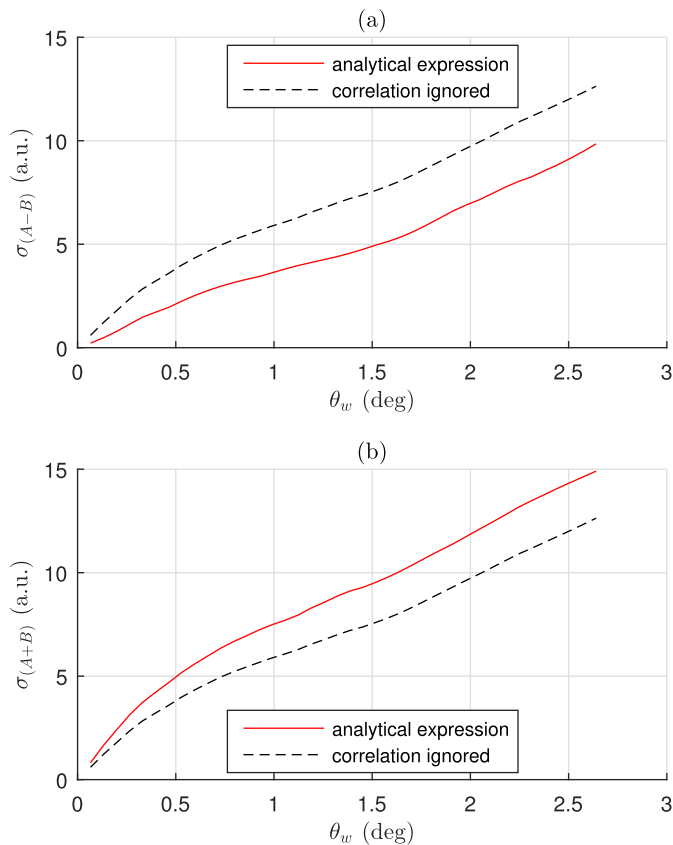 (a)
15
10
5
0
σ(A−B) (a.u.)
analytical expression
correlation ignored
0 0.5 1 1.5 2 2.5 3
θw (deg)
(b)
15
10
5
0
σ(A+B) (a.u.)
analytical expression
correlation ignored
0 0.5 1 1.5 2 2.5 3
θw (deg)